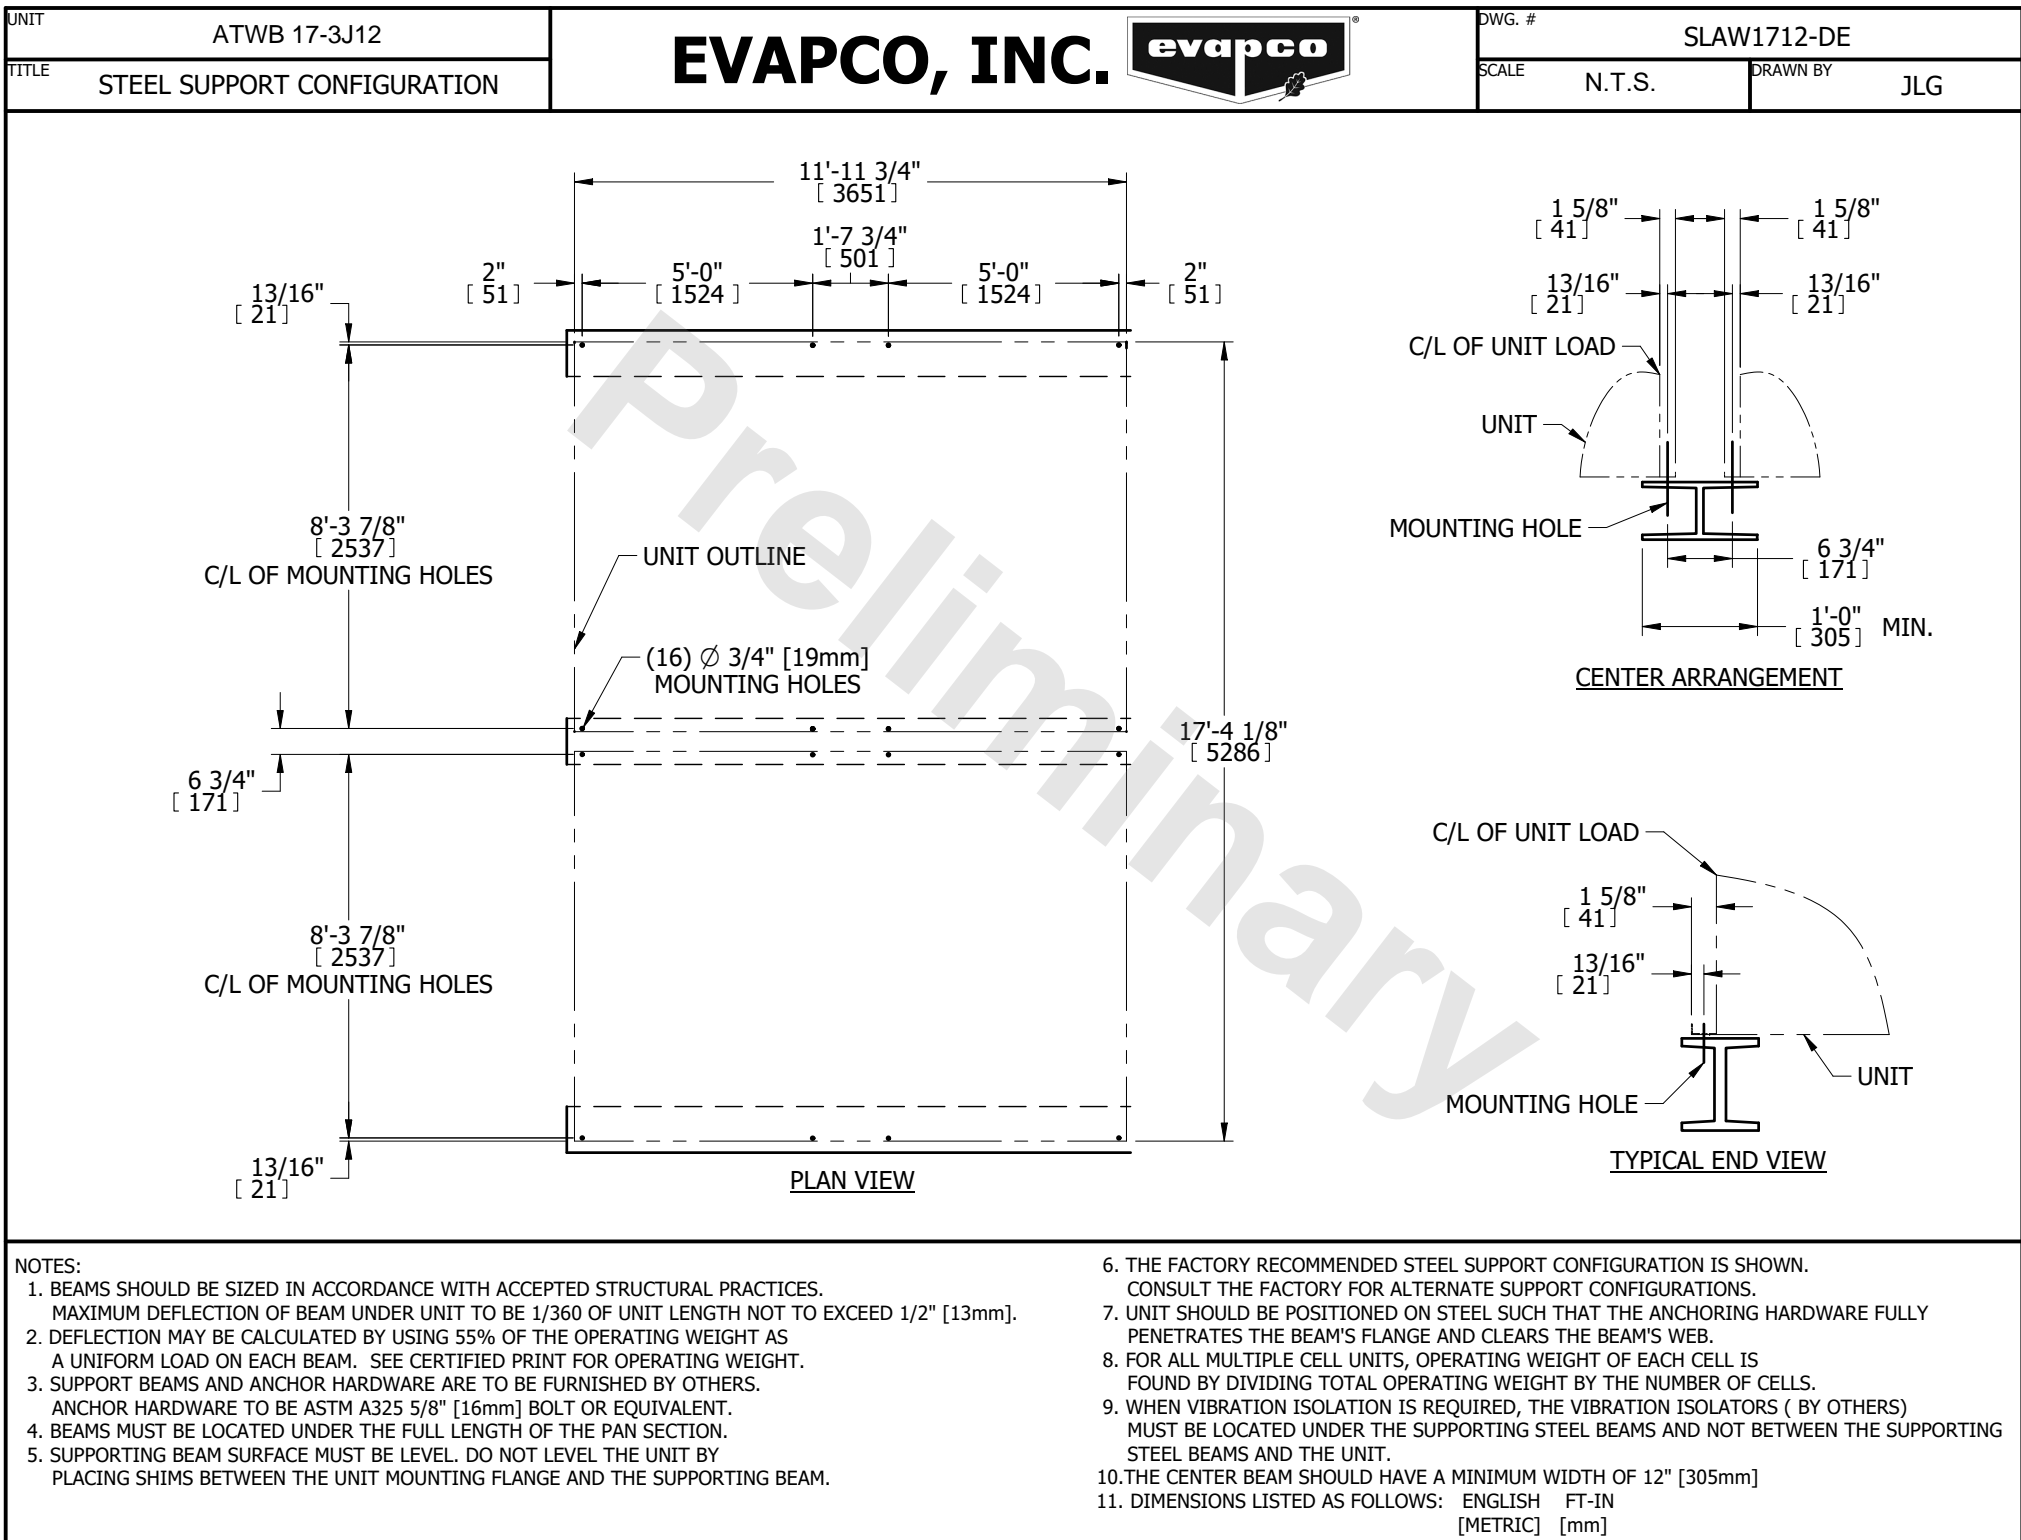 UNIT
ATWB 17-3J12
TITLE
STEEL SUPPORT CONFIGURATION
EVAPCO, INC.
evapco
®
DWG. #
SLAW1712-DE
SCALE
N.T.S.
DRAWN BY
JLG
11'-11 3/4"
[ 3651]
1'-7 3/4"
[ 501 ]
2"
[ 51]
5'-0"
[ 1524 ]
5'-0"
[ 1524]
2"
[ 51]
13/16"
[ 21]
8'-3 7/8"
[ 2537]
C/L OF MOUNTING HOLES
UNIT OUTLINE
(16) Ø 3/4" [19mm]
MOUNTING HOLES
6 3/4"
[ 171]
17'-4 1/8"
[ 5286]
8'-3 7/8"
[ 2537]
C/L OF MOUNTING HOLES
13/16"
[ 21]
PLAN VIEW
Preliminary
1 5/8"
[ 41]
1 5/8"
[ 41]
13/16"
[ 21]
13/16"
[ 21]
C/L OF UNIT LOAD
UNIT
MOUNTING HOLE
6 3/4"
[ 171]
1'-0"
[ 305]
MIN.
CENTER ARRANGEMENT
C/L OF UNIT LOAD
1 5/8"
[ 41]
13/16"
[ 21]
UNIT
MOUNTING HOLE
TYPICAL END VIEW
NOTES:
1. BEAMS SHOULD BE SIZED IN ACCORDANCE WITH ACCEPTED STRUCTURAL PRACTICES.
MAXIMUM DEFLECTION OF BEAM UNDER UNIT TO BE 1/360 OF UNIT LENGTH NOT TO EXCEED 1/2" [13mm].
2. DEFLECTION MAY BE CALCULATED BY USING 55% OF THE OPERATING WEIGHT AS
A UNIFORM LOAD ON EACH BEAM. SEE CERTIFIED PRINT FOR OPERATING WEIGHT.
3. SUPPORT BEAMS AND ANCHOR HARDWARE ARE TO BE FURNISHED BY OTHERS.
ANCHOR HARDWARE TO BE ASTM A325 5/8" [16mm] BOLT OR EQUIVALENT.
4. BEAMS MUST BE LOCATED UNDER THE FULL LENGTH OF THE PAN SECTION.
5. SUPPORTING BEAM SURFACE MUST BE LEVEL. DO NOT LEVEL THE UNIT BY
PLACING SHIMS BETWEEN THE UNIT MOUNTING FLANGE AND THE SUPPORTING BEAM.
6. THE FACTORY RECOMMENDED STEEL SUPPORT CONFIGURATION IS SHOWN.
CONSULT THE FACTORY FOR ALTERNATE SUPPORT CONFIGURATIONS.
7. UNIT SHOULD BE POSITIONED ON STEEL SUCH THAT THE ANCHORING HARDWARE FULLY
PENETRATES THE BEAM'S FLANGE AND CLEARS THE BEAM'S WEB.
8. FOR ALL MULTIPLE CELL UNITS, OPERATING WEIGHT OF EACH CELL IS
FOUND BY DIVIDING TOTAL OPERATING WEIGHT BY THE NUMBER OF CELLS.
9. WHEN VIBRATION ISOLATION IS REQUIRED, THE VIBRATION ISOLATORS ( BY OTHERS)
MUST BE LOCATED UNDER THE SUPPORTING STEEL BEAMS AND NOT BETWEEN THE SUPPORTING
STEEL BEAMS AND THE UNIT.
10.THE CENTER BEAM SHOULD HAVE A MINIMUM WIDTH OF 12" [305mm]
11. DIMENSIONS LISTED AS FOLLOWS: ENGLISH FT-IN
[METRIC] [mm]